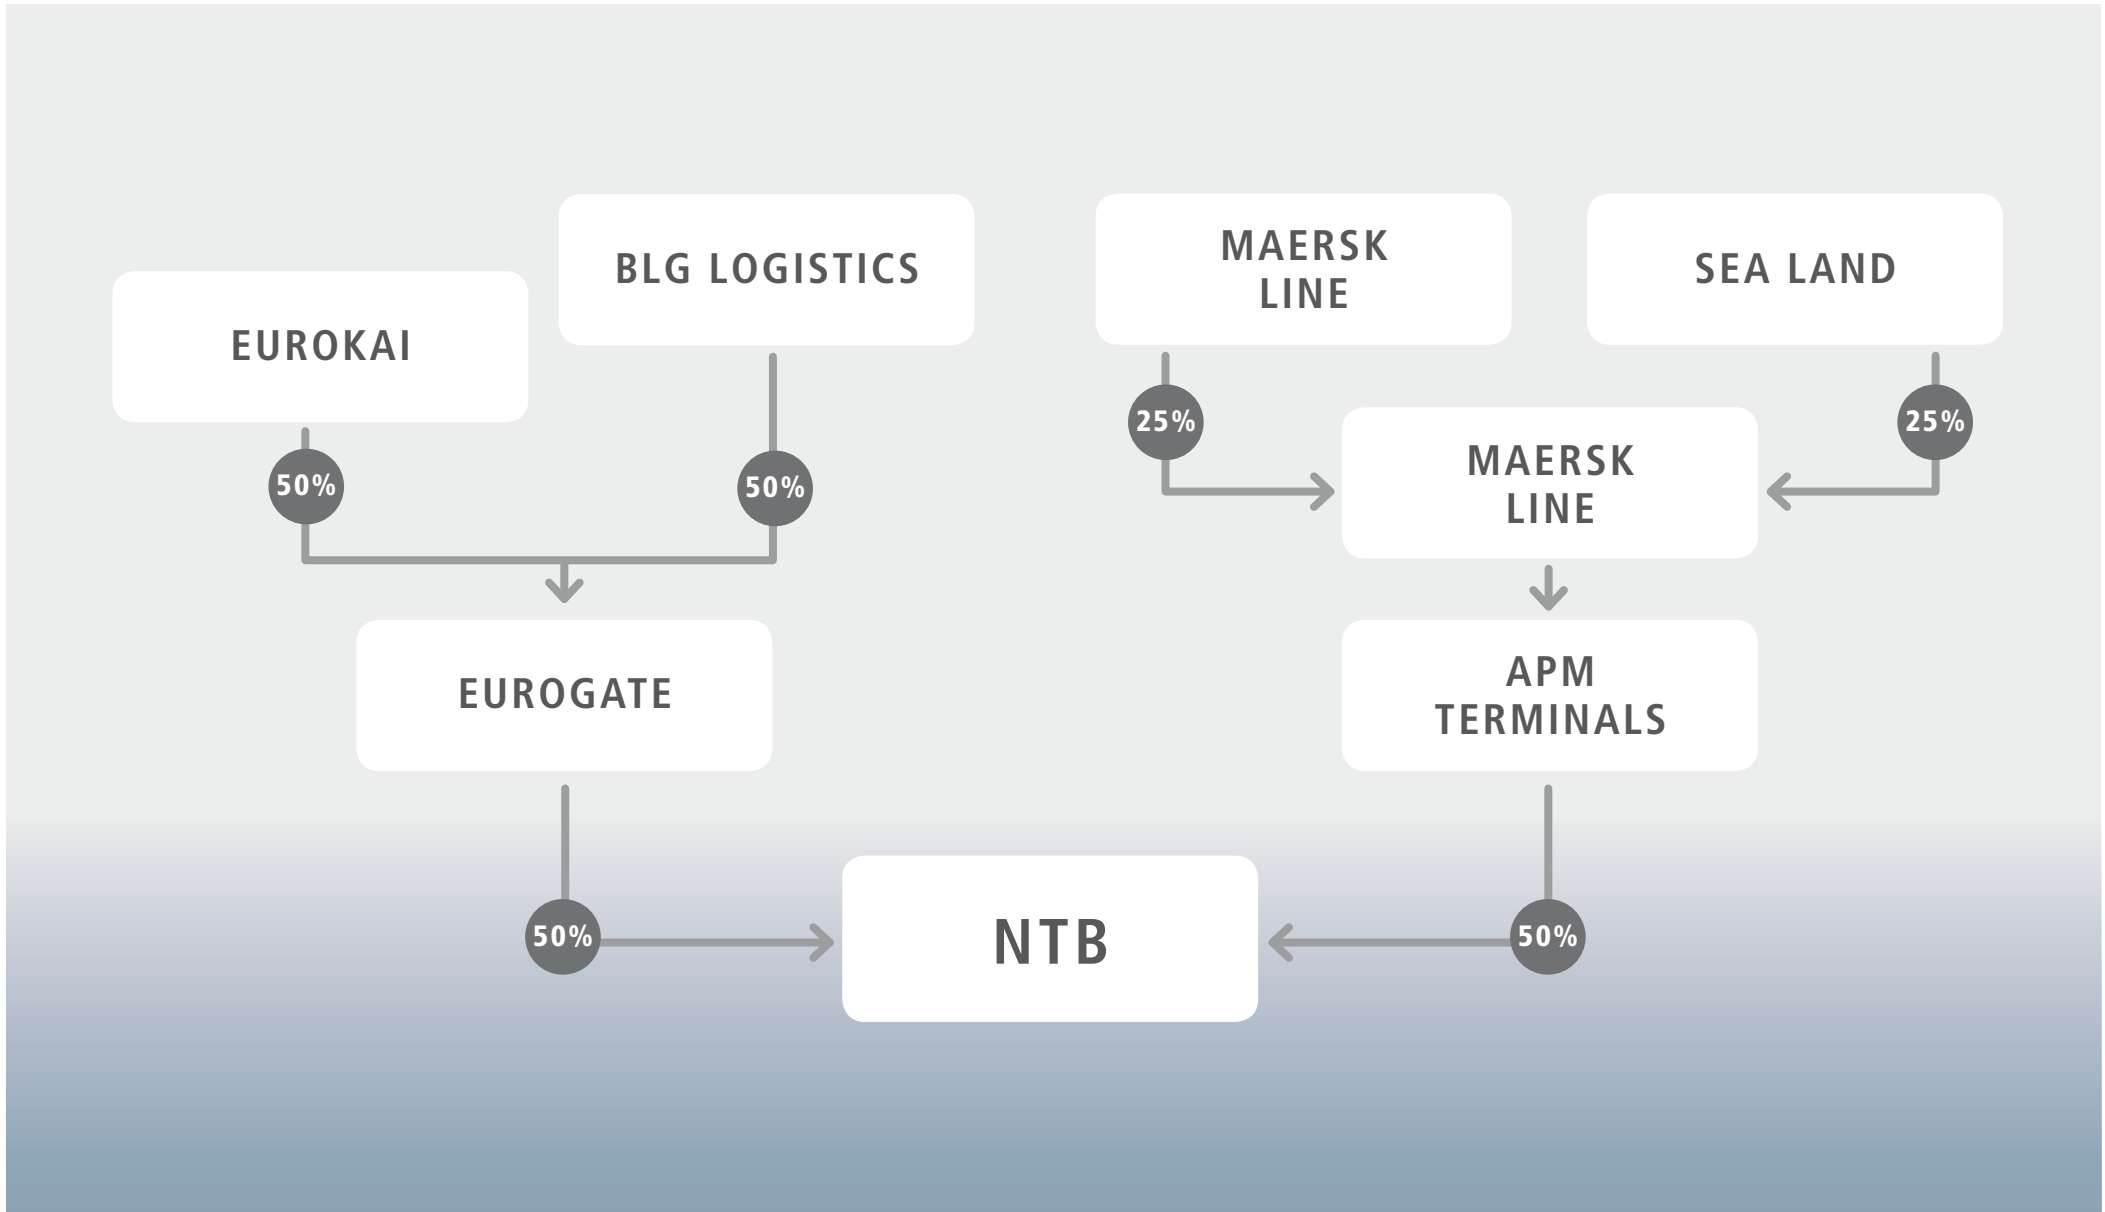 BLG LOGISTICS
MAERSK
LINE
SEA LAND
EUROKAI
25%
25%
MAERSK
LINE
50%
50%
EUROGATE
APM
TERMINALS
50%
NTB
50%